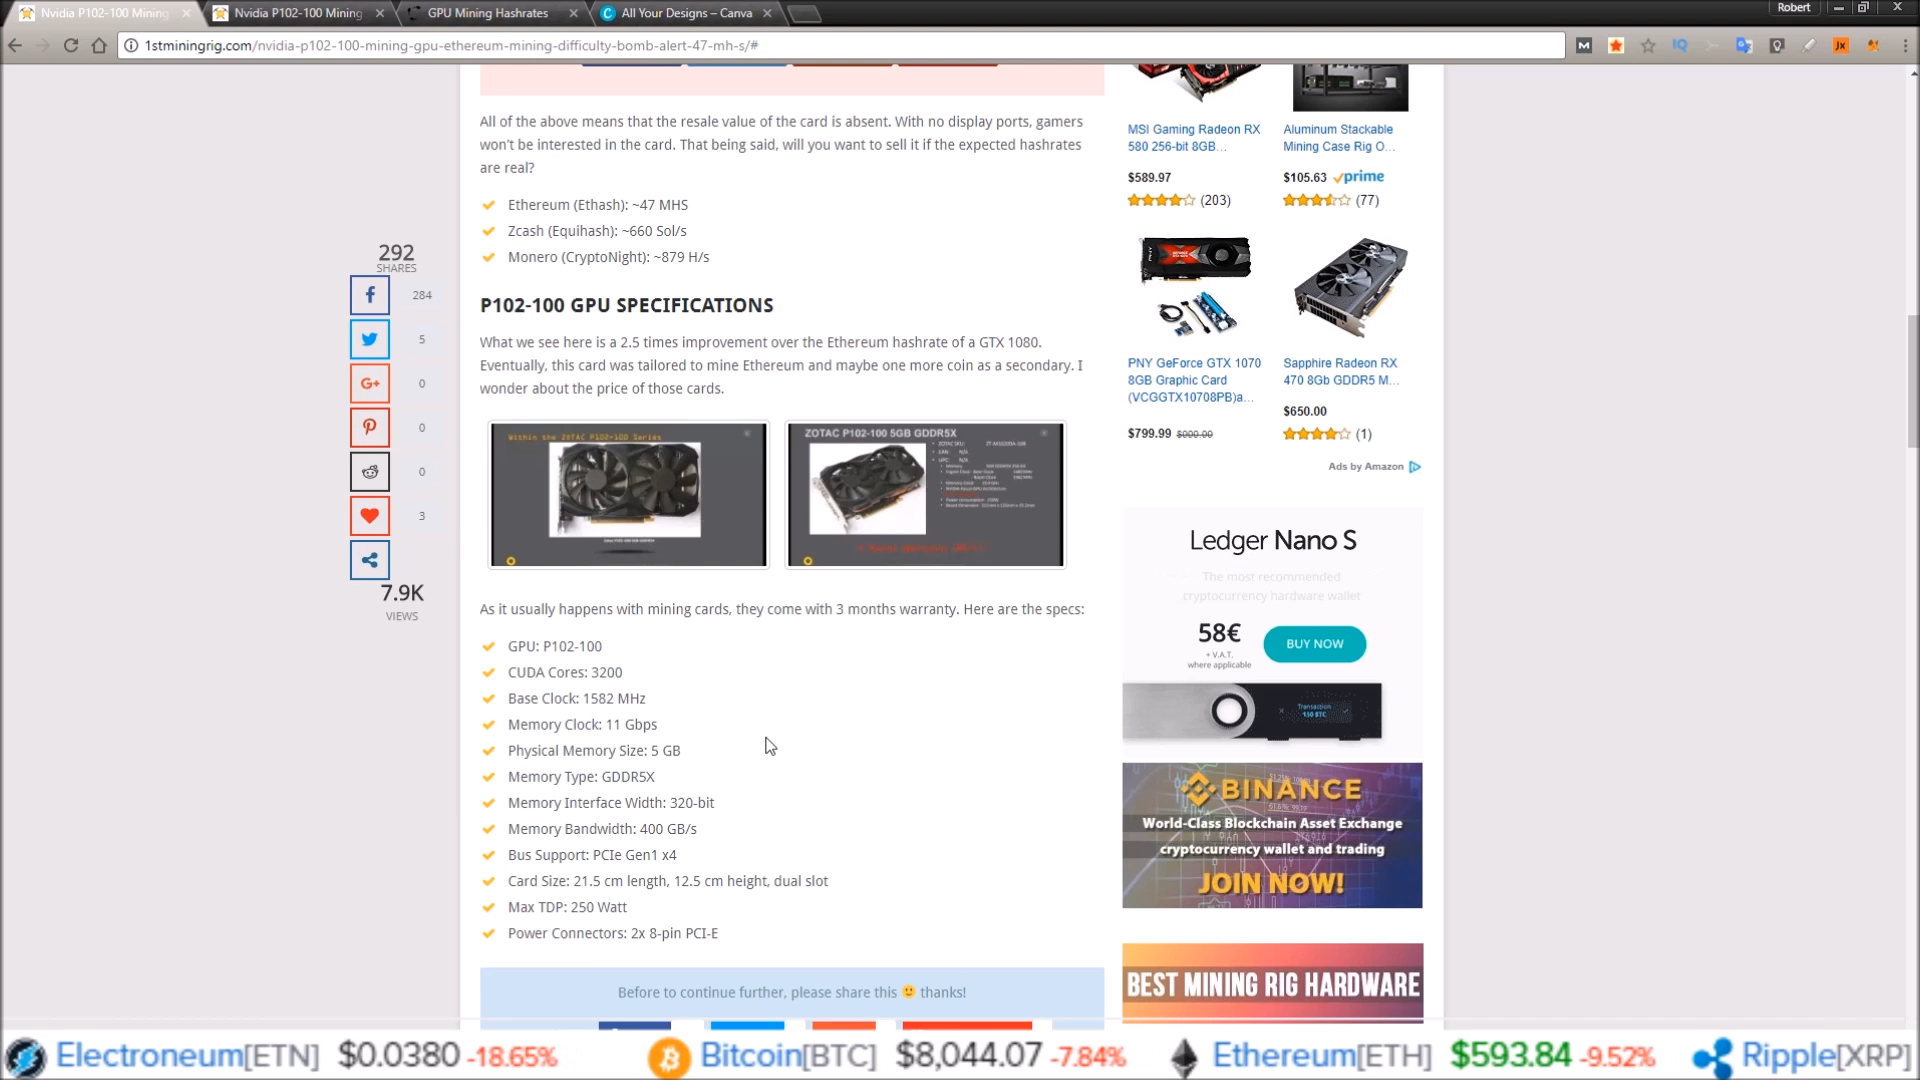 Nvidia P102-100 Mining
Nvidia P102-100 Mining
GPU Mining Hashrates
All Your Designs – Canva
Robert
1stminingrig.com/nvidia-p102-100-mining-gpu-ethereum-mining-difficulty-bomb-alert-47-mh-s/#
All of the above means that the resale value of the card is absent. With no display ports, gamers
won't be interested in the card. That being said, will you want to sell it if the expected hashrates
are real?
Ethereum (Ethash): ~47 MHS
Zcash (Equihash): ~660 Sol/s
Monero (CryptoNight): ~879 H/s
P102-100 GPU SPECIFICATIONS
What we see here is a 2.5 times improvement over the Ethereum hashrate of a GTX 1080.
Eventually, this card was tailored to mine Ethereum and maybe one more coin as a secondary. I
wonder about the price of those cards.
Within the ZOTAC P102-100 Series
ZOTAC P102-100 5GB GDDR5X
As it usually happens with mining cards, they come with 3 months warranty. Here are the specs:
GPU: P102-100
CUDA Cores: 3200
Base Clock: 1582 MHz
Memory Clock: 11 Gbps
Physical Memory Size: 5 GB
Memory Type: GDDR5X
Memory Interface Width: 320-bit
Memory Bandwidth: 400 GB/s
Bus Support: PCIe Gen1 x4
Card Size: 21.5 cm length, 12.5 cm height, dual slot
Max TDP: 250 Watt
Power Connectors: 2x 8-pin PCI-E
Before to continue further, please share this thanks!
292
SHARES
284
5
0
0
0
3
7.9K
VIEWS
MSI Gaming Radeon RX
580 256-bit 8GB...
$589.97
(203)
Aluminum Stackable
Mining Case Rig O...
$105.63 prime
(77)
PNY GeForce GTX 1070
8GB Graphic Card
(VCGGTX10708PB)a...
$799.99
Sapphire Radeon RX
470 8Gb GDDR5 M...
$650.00
(1)
Ads by Amazon
Ledger Nano S
The most recommended
cryptocurrency hardware wallet
58€
+ V.A.T.
where applicable
BUY NOW
Transaction
BINANCE
World-Class Blockchain Asset Exchange
cryptocurrency wallet and trading
JOIN NOW!
BEST MINING RIG HARDWARE
Electroneum[ETN] $0.0380 -18.65% Bitcoin[BTC] $8,044.07 -7.84% Ethereum[ETH] $593.84 -9.52% Ripple[XRP]